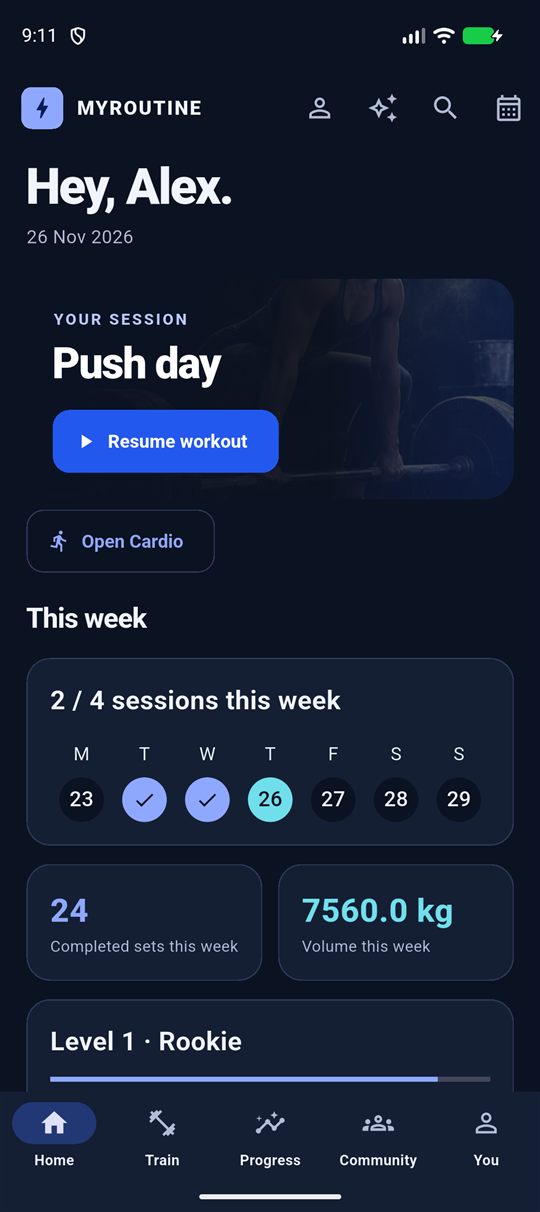 9:11
MYROUTINE
Hey, Alex.
26 Nov 2026
YOUR SESSION
Push day
Resume workout
Open Cardio
This week
2 / 4 sessions this week
M T W T F S S
23 26 27 28 29
24
Completed sets this week
7560.0 kg
Volume this week
Level 1 · Rookie
Home Train Progress Community You